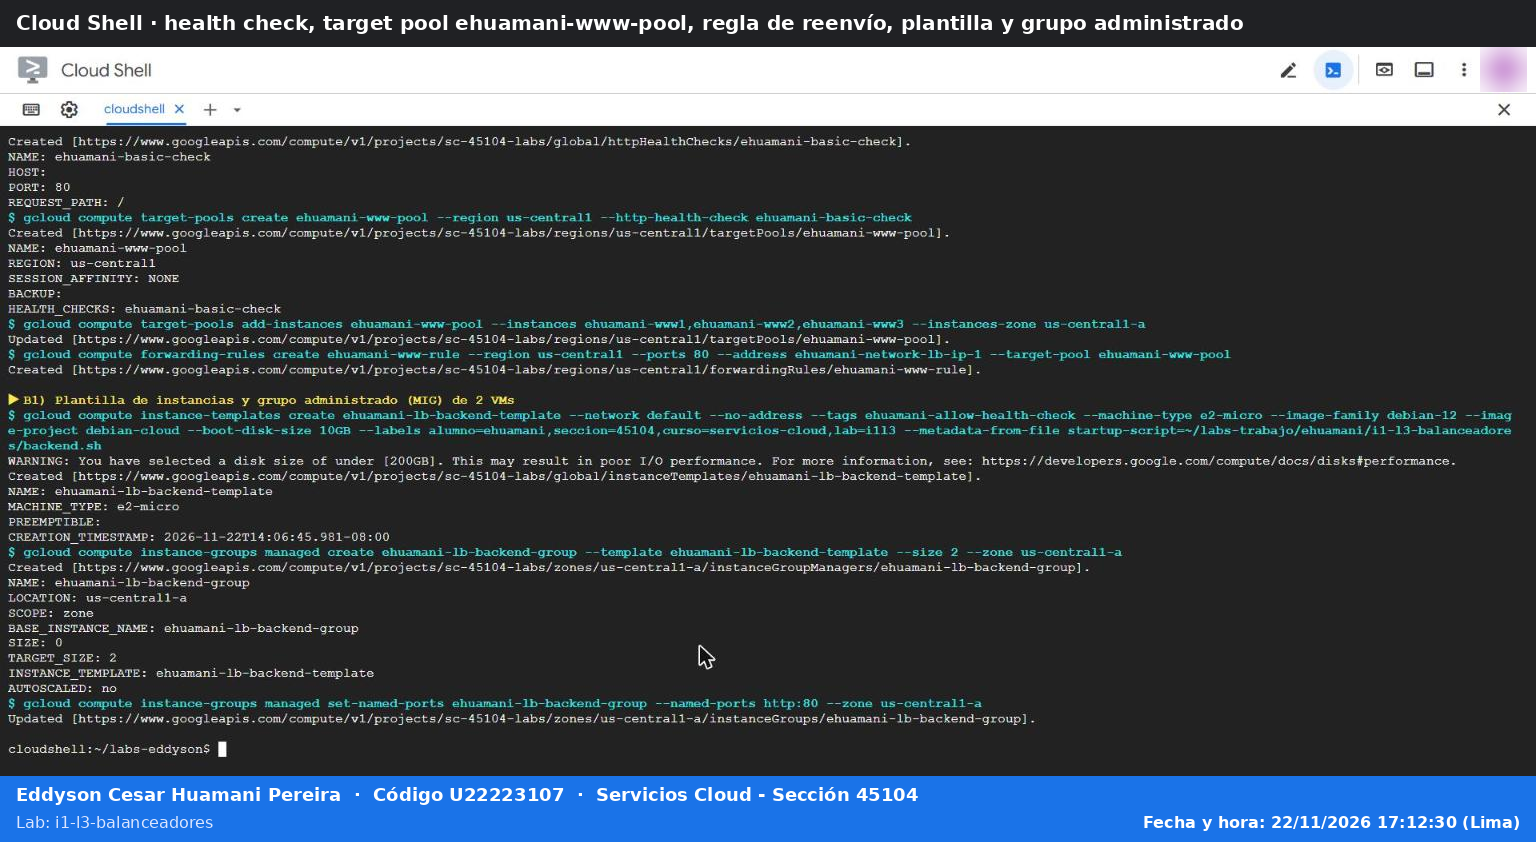 Cloud Shell · health check, target pool ehuamani-www-pool, regla de reenvío, plantilla y grupo administrado
Cloud Shell
cloudshell
Created [https://www.googleapis.com/compute/v1/projects/sc-45104-labs/global/httpHealthChecks/ehuamani-basic-check].
NAME: ehuamani-basic-check
HOST:
PORT: 80
REQUEST_PATH: /
$ gcloud compute target-pools create ehuamani-www-pool --region us-central1 --http-health-check ehuamani-basic-check
Created [https://www.googleapis.com/compute/v1/projects/sc-45104-labs/regions/us-central1/targetPools/ehuamani-www-pool].
NAME: ehuamani-www-pool
REGION: us-central1
SESSION_AFFINITY: NONE
BACKUP:
HEALTH_CHECKS: ehuamani-basic-check
$ gcloud compute target-pools add-instances ehuamani-www-pool --instances ehuamani-www1,ehuamani-www2,ehuamani-www3 --instances-zone us-central1-a
Updated [https://www.googleapis.com/compute/v1/projects/sc-45104-labs/regions/us-central1/targetPools/ehuamani-www-pool].
$ gcloud compute forwarding-rules create ehuamani-www-rule --region us-central1 --ports 80 --address ehuamani-network-lb-ip-1 --target-pool ehuamani-www-pool
Created [https://www.googleapis.com/compute/v1/projects/sc-45104-labs/regions/us-central1/forwardingRules/ehuamani-www-rule].
▶ B1) Plantilla de instancias y grupo administrado (MIG) de 2 VMs
$ gcloud compute instance-templates create ehuamani-lb-backend-template --network default --no-address --tags ehuamani-allow-health-check --machine-type e2-micro --image-family debian-12 --imag
e-project debian-cloud --boot-disk-size 10GB --labels alumno=ehuamani,seccion=45104,curso=servicios-cloud,lab=i1l3 --metadata-from-file startup-script=~/labs-trabajo/ehuamani/i1-l3-balanceadore
s/backend.sh
WARNING: You have selected a disk size of under [200GB]. This may result in poor I/O performance. For more information, see: https://developers.google.com/compute/docs/disks#performance.
Created [https://www.googleapis.com/compute/v1/projects/sc-45104-labs/global/instanceTemplates/ehuamani-lb-backend-template].
NAME: ehuamani-lb-backend-template
MACHINE_TYPE: e2-micro
PREEMPTIBLE:
CREATION_TIMESTAMP: 2026-11-22T14:06:45.981-08:00
$ gcloud compute instance-groups managed create ehuamani-lb-backend-group --template ehuamani-lb-backend-template --size 2 --zone us-central1-a
Created [https://www.googleapis.com/compute/v1/projects/sc-45104-labs/zones/us-central1-a/instanceGroupManagers/ehuamani-lb-backend-group].
NAME: ehuamani-lb-backend-group
LOCATION: us-central1-a
SCOPE: zone
BASE_INSTANCE_NAME: ehuamani-lb-backend-group
SIZE: 0
TARGET_SIZE: 2
INSTANCE_TEMPLATE: ehuamani-lb-backend-template
AUTOSCALED: no
$ gcloud compute instance-groups managed set-named-ports ehuamani-lb-backend-group --named-ports http:80 --zone us-central1-a
Updated [https://www.googleapis.com/compute/v1/projects/sc-45104-labs/zones/us-central1-a/instanceGroups/ehuamani-lb-backend-group].
cloudshell:~/labs-eddyson$
Eddyson Cesar Huamani Pereira · Código U22223107 · Servicios Cloud - Sección 45104
Lab: i1-l3-balanceadores
Fecha y hora: 22/11/2026 17:12:30 (Lima)